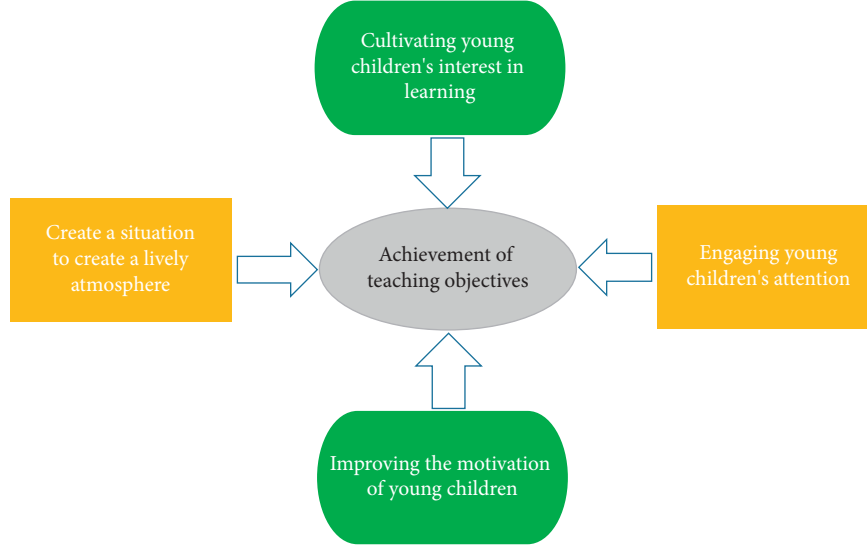 Cultivating young
children's interest in
learning
Create a situation
to create a lively
atmosphere
Achievement of
teaching objectives
Engaging young
children's attention
Improving the motivation
of young children